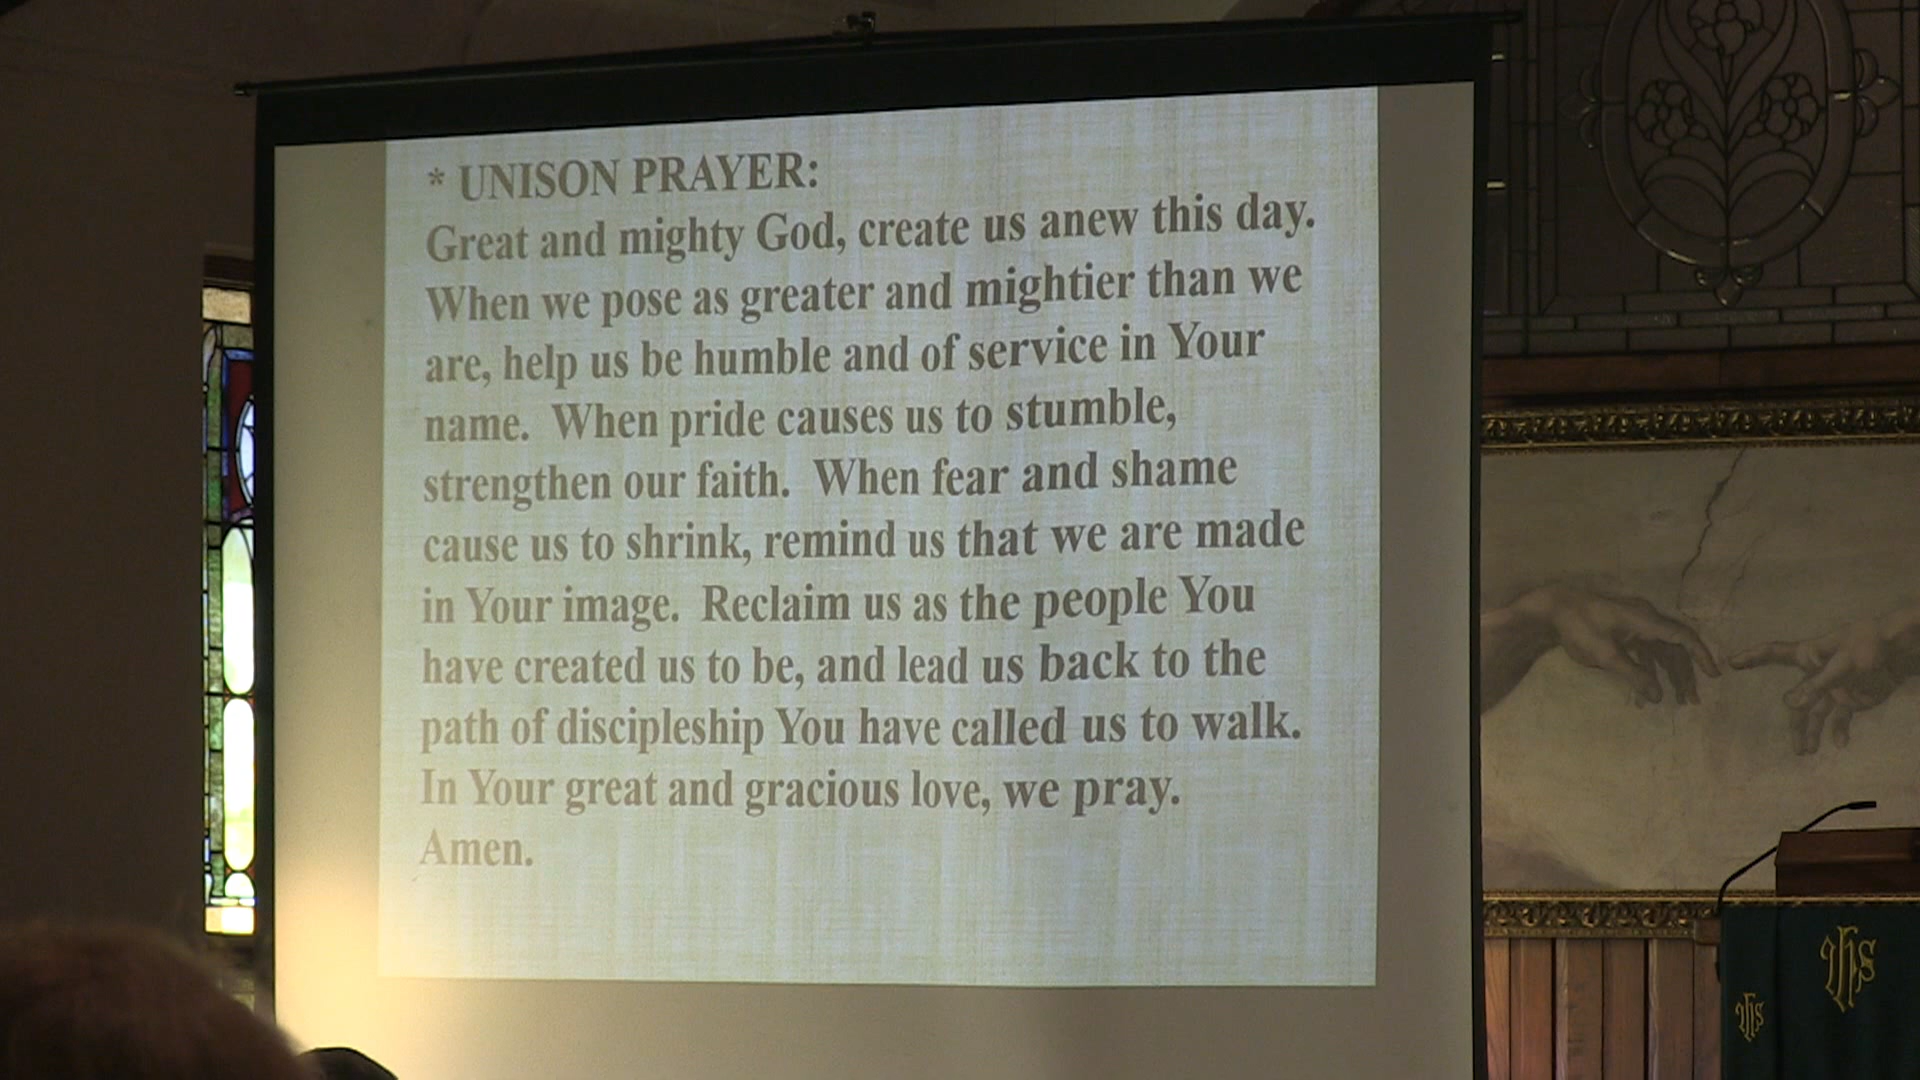 * UNISON PRAYER:
Great and mighty God, create us anew this day.
When we pose as greater and mightier than we
are, help us be humble and of service in Your
name.  When pride causes us to stumble,
strengthen our faith.  When fear and shame
cause us to shrink, remind us that we are made
in Your image.  Reclaim us as the people You
have created us to be, and lead us back to the
path of discipleship You have called us to walk.
In Your great and gracious love, we pray.
Amen.
IHS
IHS